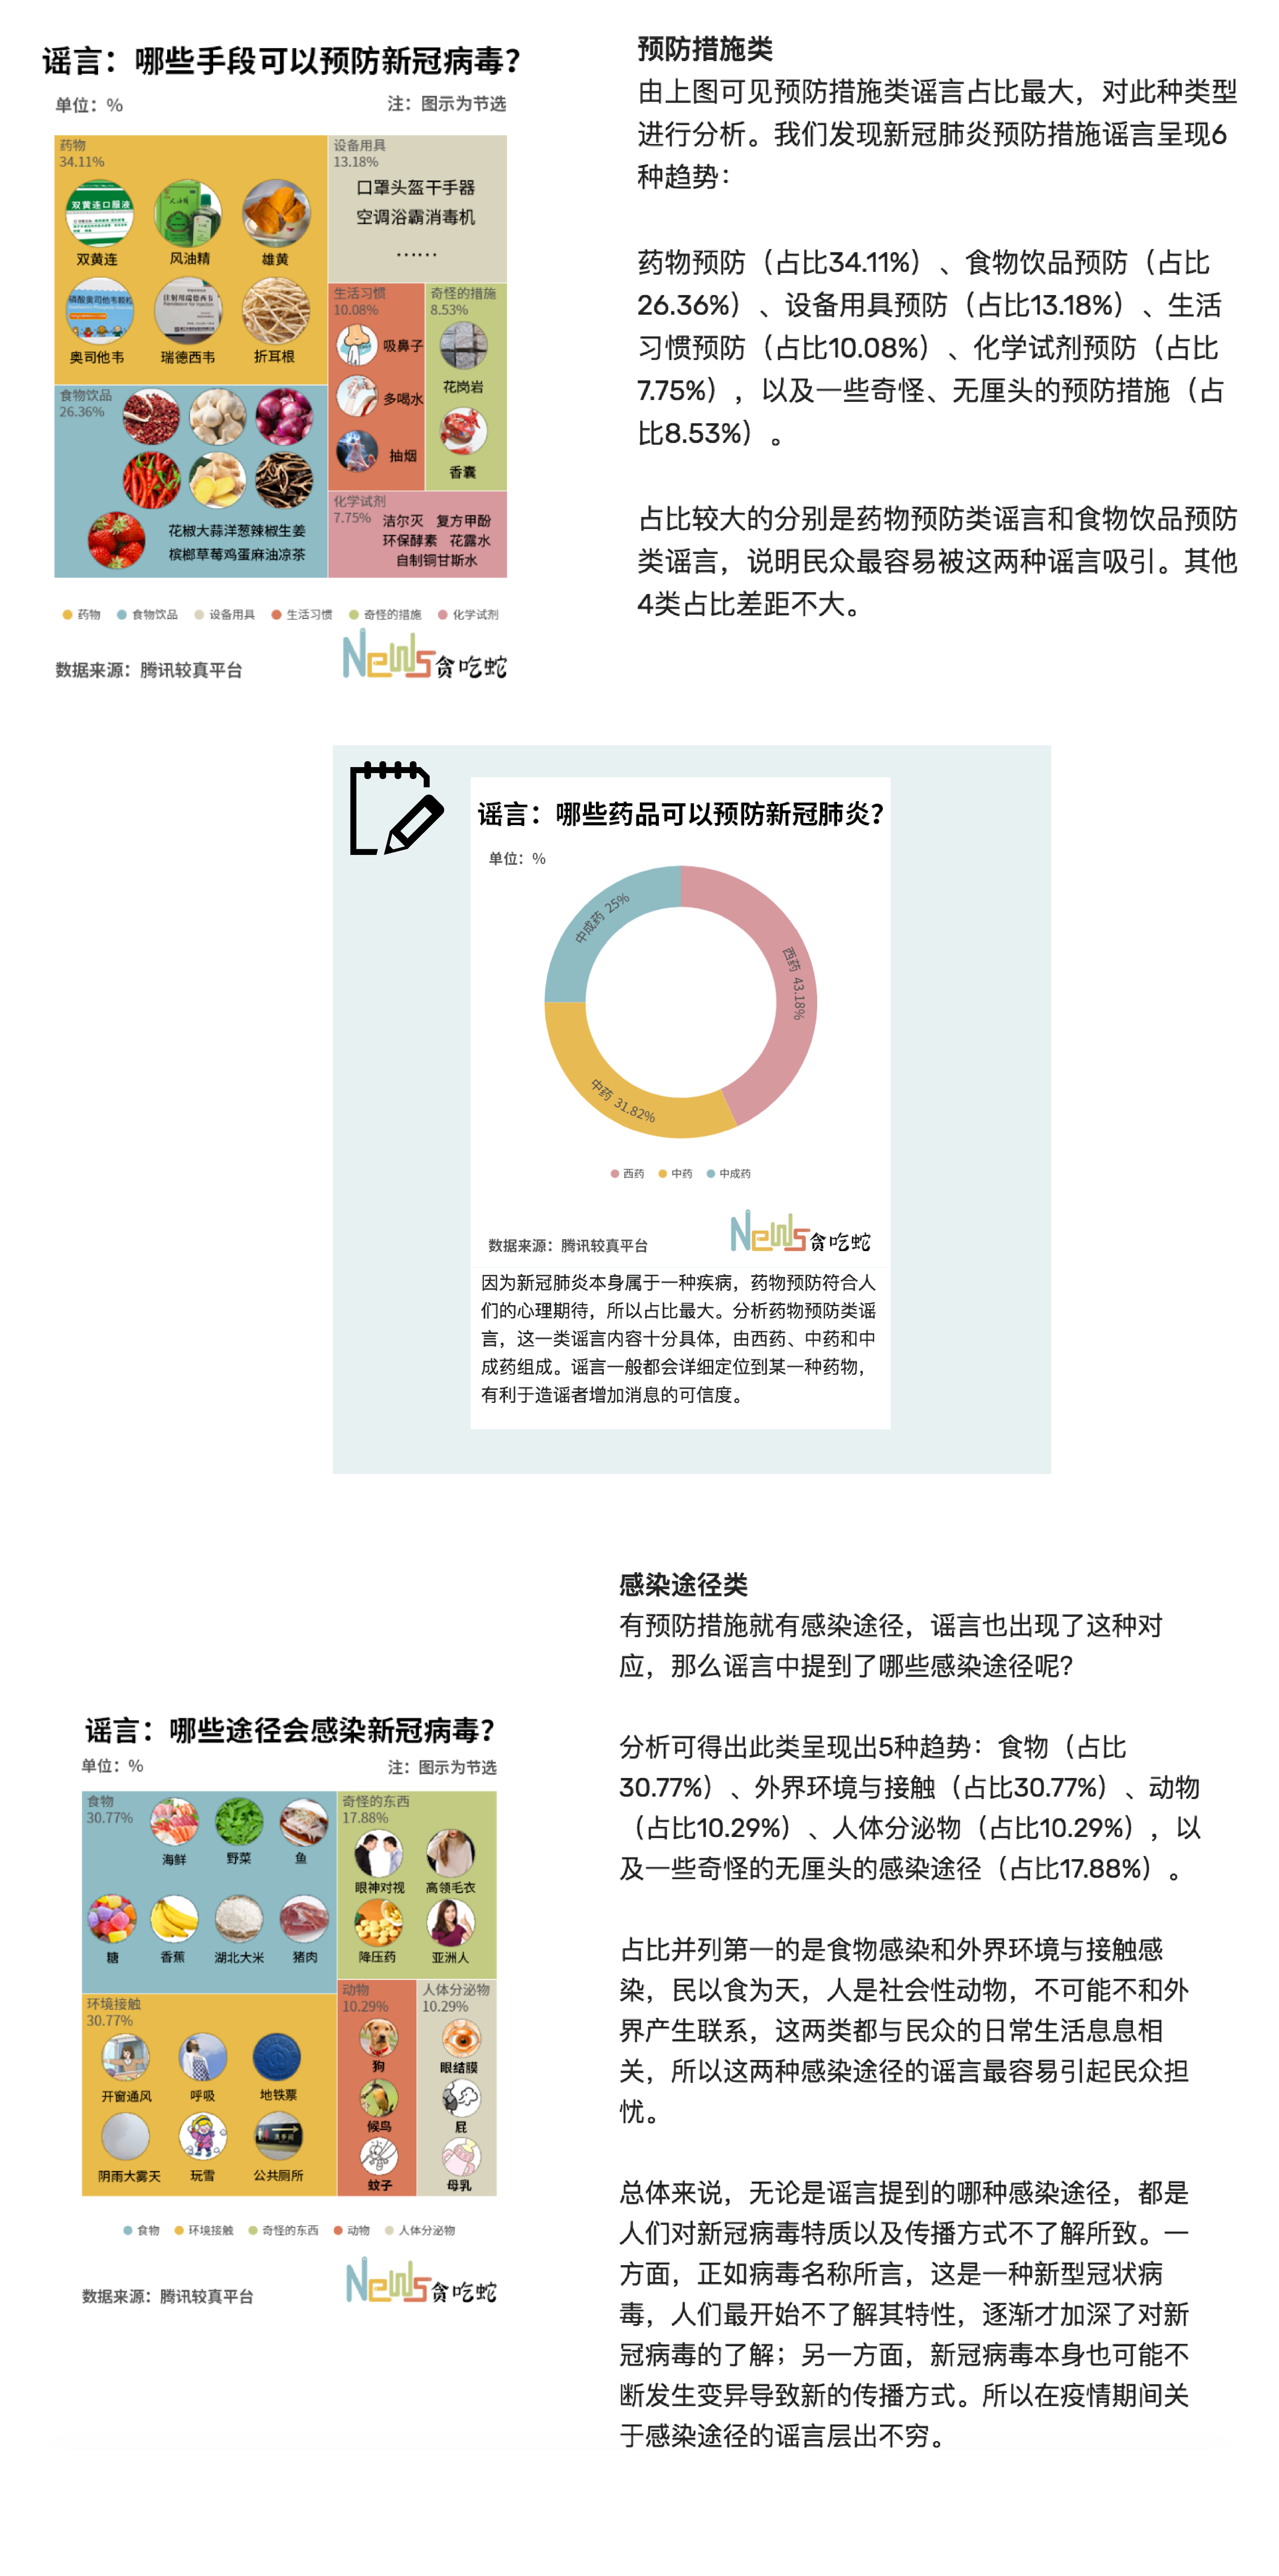 谣言：哪些手段可以预防新冠病毒？
单位：%
注：图示为节选
药物
34.11%
双黄连口服液
双黄连
风油精
雄黄
磷酸奥司他韦颗粒
注射用瑞德西韦
奥司他韦
瑞德西韦
折耳根
设备用具
13.18%
口罩头盔干手器
空调浴霸消毒机
……
生活习惯
10.08%
吸鼻子
多喝水
抽烟
奇怪的措施
8.53%
花岗岩
香囊
食物饮品
26.36%
花椒大蒜洋葱辣椒生姜
槟榔草莓鸡蛋麻油凉茶
化学试剂
7.75%
洁尔灭 复方甲酚
环保酵素 花露水
自制铜甘斯水
药物 食物饮品 设备用具 生活习惯 奇怪的措施 化学试剂
数据来源：腾讯较真平台
News贪吃蛇
预防措施类
由上图可见预防措施类谣言占比最大，对此种类型
进行分析。我们发现新冠肺炎预防措施谣言呈现6
种趋势：
药物预防（占比34.11%）、食物饮品预防（占比
26.36%）、设备用具预防（占比13.18%）、生活
习惯预防（占比10.08%）、化学试剂预防（占比
7.75%），以及一些奇怪、无厘头的预防措施（占
比8.53%）。
占比较大的分别是药物预防类谣言和食物饮品预防
类谣言，说明民众最容易被这两种谣言吸引。其他
4类占比差距不大。
谣言：哪些药品可以预防新冠肺炎？
单位：%
中成药 25%
西药 43.18%
中药 31.82%
西药 中药 中成药
数据来源：腾讯较真平台
News贪吃蛇
因为新冠肺炎本身属于一种疾病，药物预防符合人
们的心理期待，所以占比最大。分析药物预防类谣
言，这一类谣言内容十分具体，由西药、中药和中
成药组成。谣言一般都会详细定位到某一种药物，
有利于造谣者增加消息的可信度。
谣言：哪些途径会感染新冠病毒？
单位：%
注：图示为节选
食物
30.77%
海鲜
野菜
鱼
糖
香蕉
湖北大米
猪肉
奇怪的东西
17.88%
眼神对视
高领毛衣
降压药
亚洲人
环境接触
30.77%
开窗通风
呼吸
地铁票
阴雨大雾天
玩雪
公共厕所
动物
10.29%
狗
候鸟
蚊子
人体分泌物
10.29%
眼结膜
屁
母乳
食物 环境接触 奇怪的东西 动物 人体分泌物
数据来源：腾讯较真平台
News贪吃蛇
感染途径类
有预防措施就有感染途径，谣言也出现了这种对
应，那么谣言中提到了哪些感染途径呢？
分析可得出此类呈现出5种趋势：食物（占比
30.77%）、外界环境与接触（占比30.77%）、动物
（占比10.29%）、人体分泌物（占比10.29%），以
及一些奇怪的无厘头的感染途径（占比17.88%）。
占比并列第一的是食物感染和外界环境与接触感
染，民以食为天，人是社会性动物，不可能不和外
界产生联系，这两类都与民众的日常生活息息相
关，所以这两种感染途径的谣言最容易引起民众担
忧。
总体来说，无论是谣言提到的哪种感染途径，都是
人们对新冠病毒特质以及传播方式不了解所致。一
方面，正如病毒名称所言，这是一种新型冠状病
毒，人们最开始不了解其特性，逐渐才加深了对新
冠病毒的了解；另一方面，新冠病毒本身也可能不
断发生变异导致新的传播方式。所以在疫情期间关
于感染途径的谣言层出不穷。